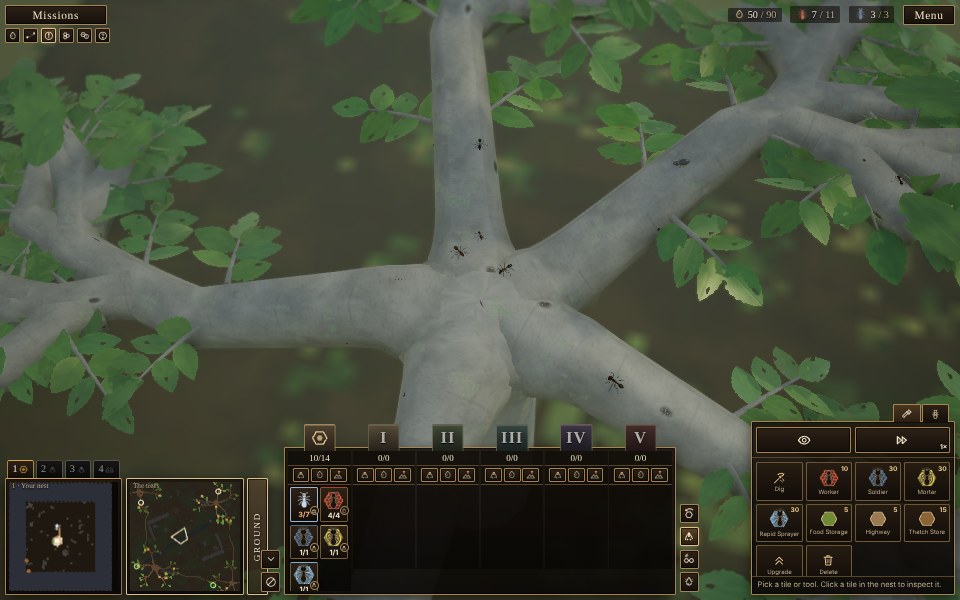 Missions
50 / 90
7 / 11
3 / 3
Menu
1
2
3
4
1 - Your nest
The tree
GROUND
I
II
III
IV
V
10/14
0/0
0/0
0/0
0/0
0/0
3/7
4/4
1/1
1/1
1/1
1×
Dig
10
Worker
30
Soldier
30
Mortar
30
Rapid Sprayer
5
Food Storage
5
Highway
15
Thatch Store
Upgrade
Delete
Pick a tile or tool. Click a tile in the nest to inspect it.